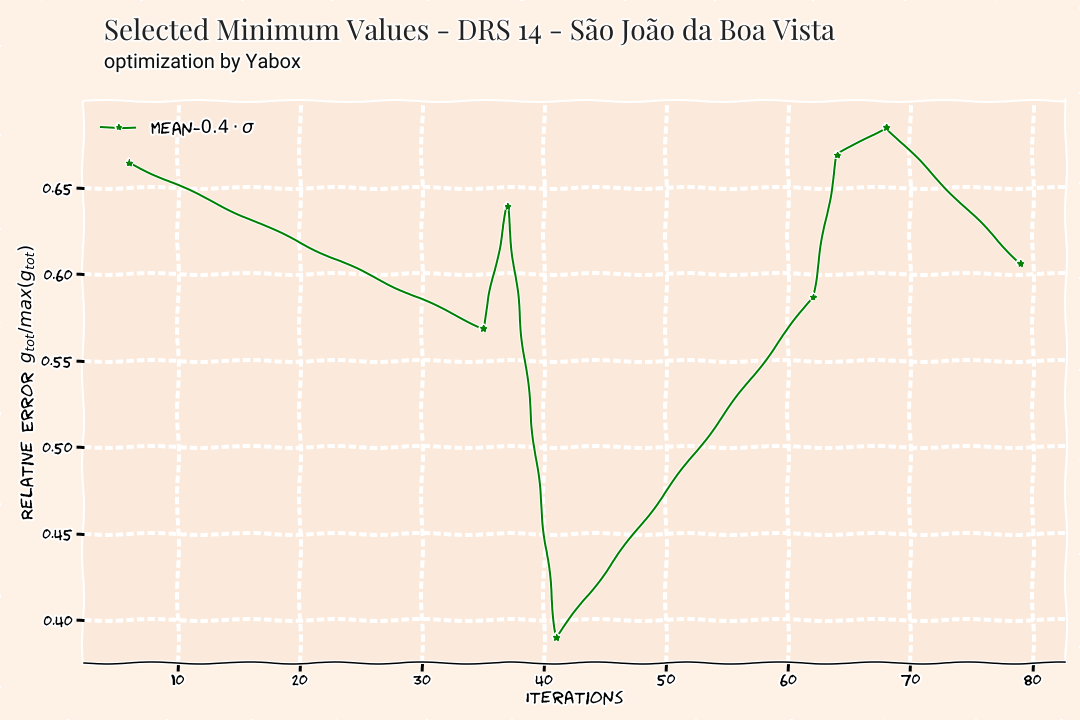 Selected Minimum Values - DRS 14 - São João da Boa Vista
optimization by Yabox
MEAN-0.4 · σ
RELATIVE ERROR g_tot/max(g_tot)
0.65
0.60
0.55
0.50
0.45
0.40
10 20 30 40 50 60 70 80
ITERATIONS